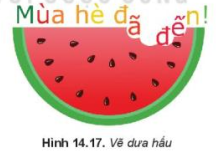 Mùa hè đã đến!
Hình 14.17. Vẽ dưa hấu